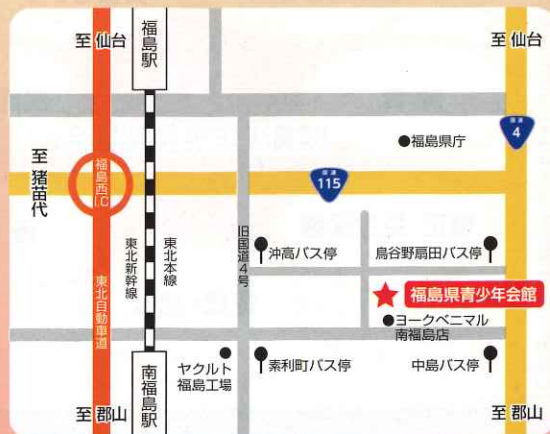 至 仙台
福島駅
至 仙台
国道
4
福島県庁
至 猪苗代
福島西I.C
国道
115
東北自動車道
東北新幹線
東北本線
旧国道4号
沖高バス停
鳥谷野扇田バス停
福島県青少年会館
ヨークベニマル
南福島店
ヤクルト
福島工場
素利町バス停
中島バス停
南福島駅
至 郡山
至 郡山